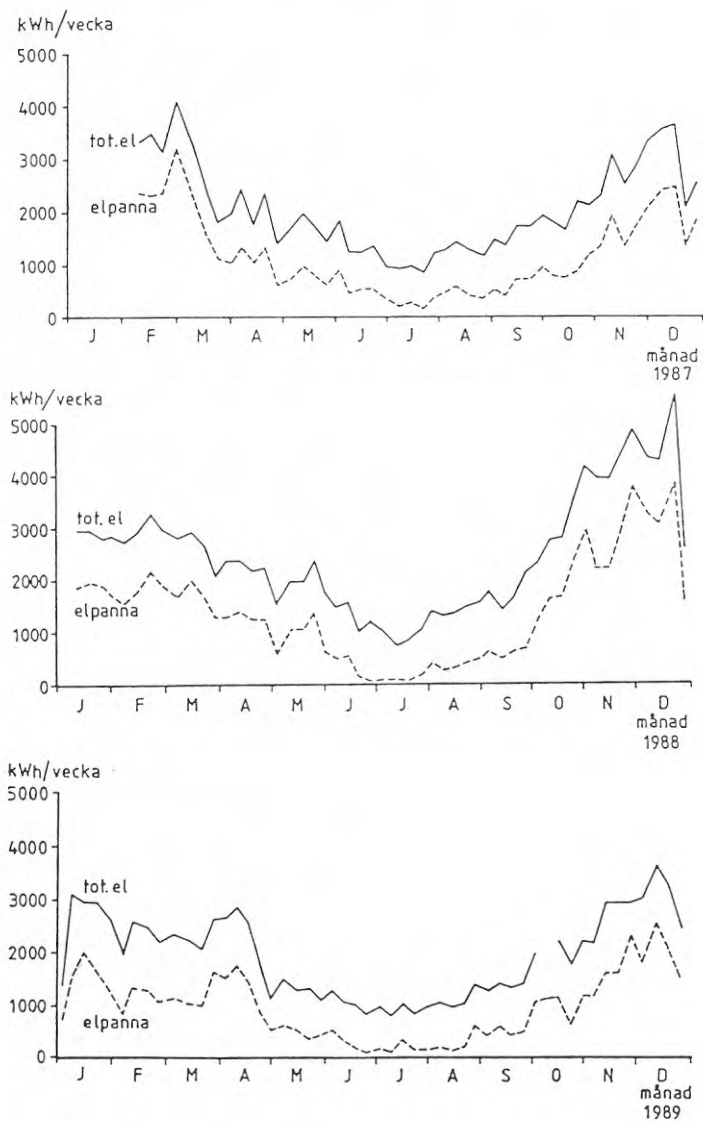 kWh/vecka
5000
4000
3000
2000
1000
0
tot.el
elpanna
J F M A M J J A S O N D
månad
1987
kWh/vecka
5000
4000
3000
2000
1000
0
tot. el
elpanna
J F M A M J J A S O N D
månad
1988
kWh/vecka
5000
4000
3000
2000
1000
0
tot.el
elpanna
J F M A M J J A S O N D
månad
1989